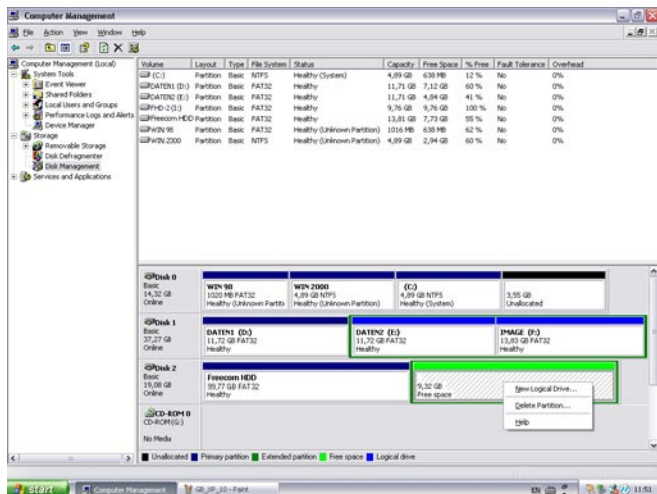 Computer Management
File Action View Window Help
Computer Management (Local)
System Tools
Event Viewer
Shared Folders
Local Users and Groups
Performance Logs and Alerts
Device Manager
Storage
Removable Storage
Disk Defragmenter
Disk Management
Services and Applications
Volume Layout Type File System Status Capacity Free Space % Free Fault Tolerance Overhead
(C:) Partition Basic NTFS Healthy (System) 4,89 GB 638 MB 12 % No 0%
DATEN1 (D:) Partition Basic FAT32 Healthy 11,71 GB 7,12 GB 60 % No 0%
DATEN2 (E:) Partition Basic FAT32 Healthy 11,71 GB 4,84 GB 41 % No 0%
FHD-2 (I:) Partition Basic FAT32 Healthy 9,76 GB 9,76 GB 100 % No 0%
Freecom HDD Partition Basic FAT32 Healthy 13,81 GB 7,73 GB 55 % No 0%
WIN 98 Partition Basic FAT32 Healthy (Unknown Partition) 1016 MB 638 MB 62 % No 0%
WIN 2000 Partition Basic NTFS Healthy (Unknown Partition) 4,89 GB 2,94 GB 60 % No 0%
Disk 0
Basic
14,32 GB
Online
WIN 98
1020 MB FAT32
Healthy (Unknown Partitio
WIN 2000
4,89 GB NTFS
Healthy (Unknown Partition)
(C:)
4,89 GB NTFS
Healthy (System)
3,55 GB
Unallocated
Disk 1
Basic
37,27 GB
Online
DATEN1 (D:)
11,72 GB FAT32
Healthy
DATEN2 (E:)
11,72 GB FAT32
Healthy
IMAGE (F:)
13,83 GB FAT32
Healthy
Disk 2
Basic
19,08 GB
Online
Freecom HDD
99,77 GB FAT32
Healthy
9,32 GB
Free space
New Logical Drive...
Delete Partition...
Help
CD-ROM 0
CD-ROM (G:)
No Media
Unallocated Primary partition Extended partition Free space Logical drive
start Computer Management GB_XP_10 - Paint EN 11:51